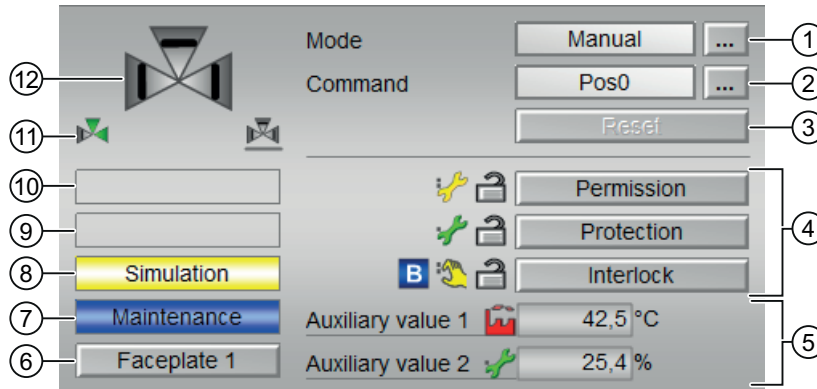 Mode Manual ... 1
Command Pos0 ... 2
12
Reset 3
11
10 Permission
9 Protection 4
8 Simulation B Interlock
7 Maintenance Auxiliary value 1 42,5 °C
5
6 Faceplate 1 Auxiliary value 2 25,4 %